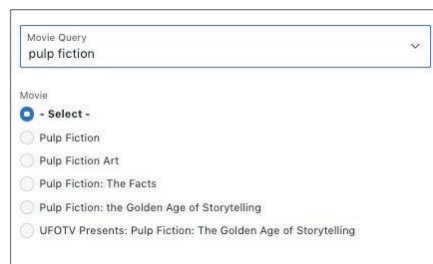 Movie Query
pulp fiction
Movie
- Select -
Pulp Fiction
Pulp Fiction Art
Pulp Fiction: The Facts
Pulp Fiction: the Golden Age of Storytelling
UFOTV Presents: Pulp Fiction: The Golden Age of Storytelling